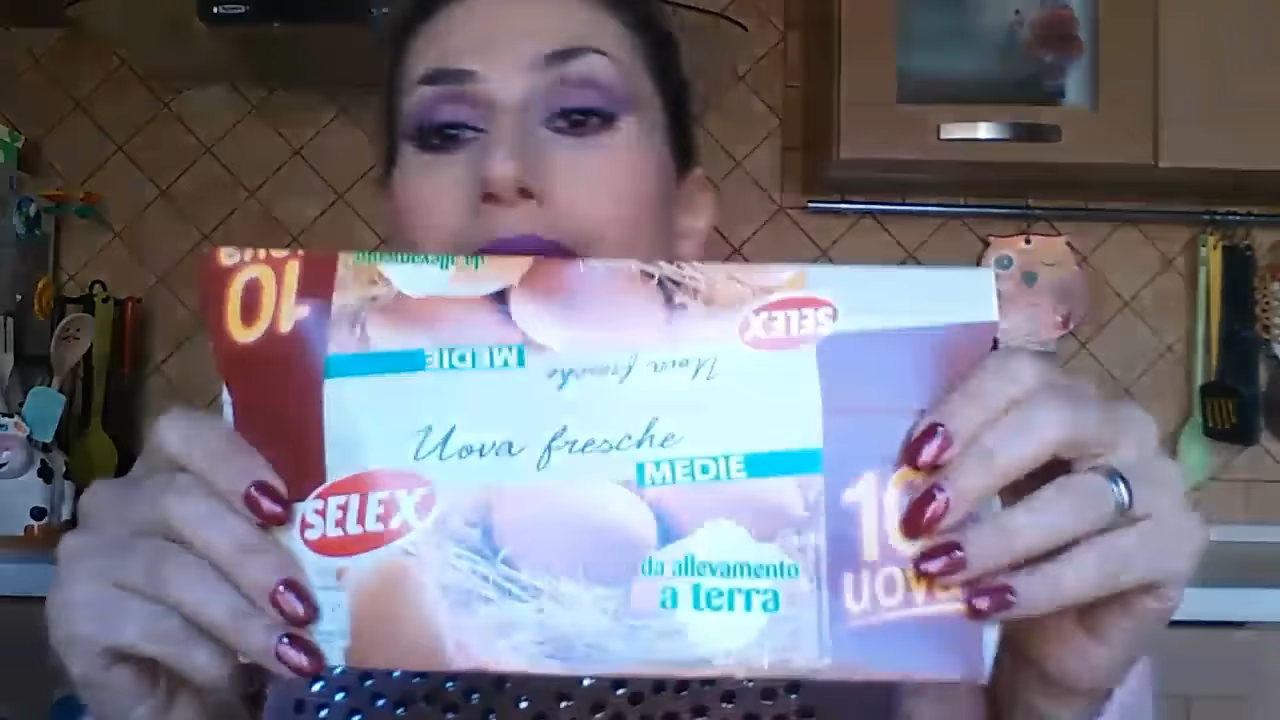 10
da allevamento
SELEX
MEDIE
Uova fresche
Uova fresche
MEDIE
SELEX
10
uova
da allevamento
a terra